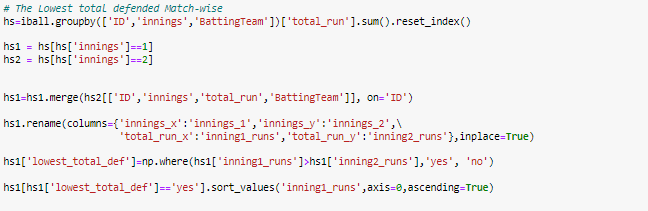 # The Lowest total defended Match-wise
hs=iball.groupby(['ID','innings','BattingTeam'])['total_run'].sum().reset_index()
hs1 = hs[hs['innings']==1]
hs2 = hs[hs['innings']==2]
hs1=hs1.merge(hs2[['ID','innings','total_run','BattingTeam']], on='ID')
hs1.rename(columns={'innings_x':'innings_1','innings_y':'innings_2',\
'total_run_x':'inning1_runs','total_run_y':'inning2_runs'},inplace=True)
hs1['lowest_total_def']=np.where(hs1['inning1_runs']>hs1['inning2_runs'],'yes', 'no')
hs1[hs1['lowest_total_def']=='yes'].sort_values('inning1_runs',axis=0,ascending=True)